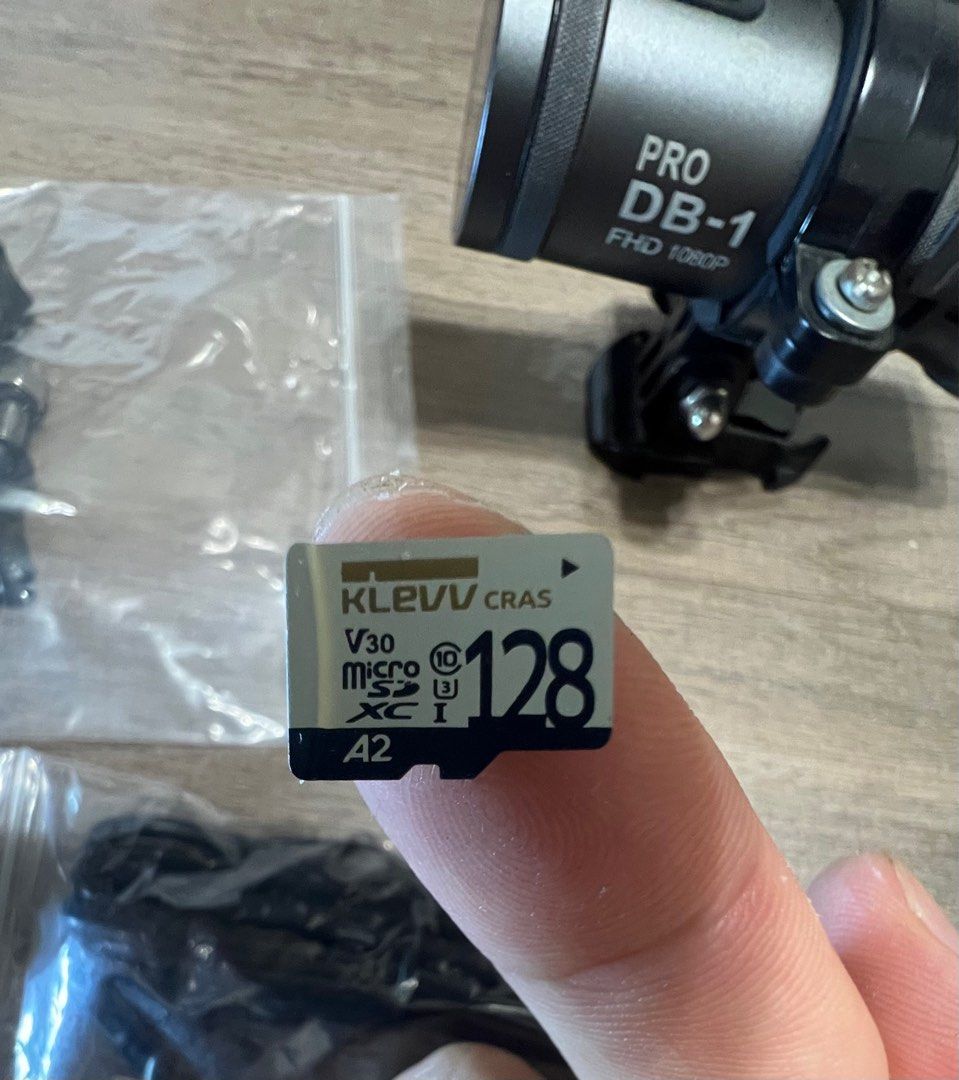 PRO
DB-1
FHD 1080P
KLEVV CRAS
V30
micro
SD
XC I
10
3
128
A2